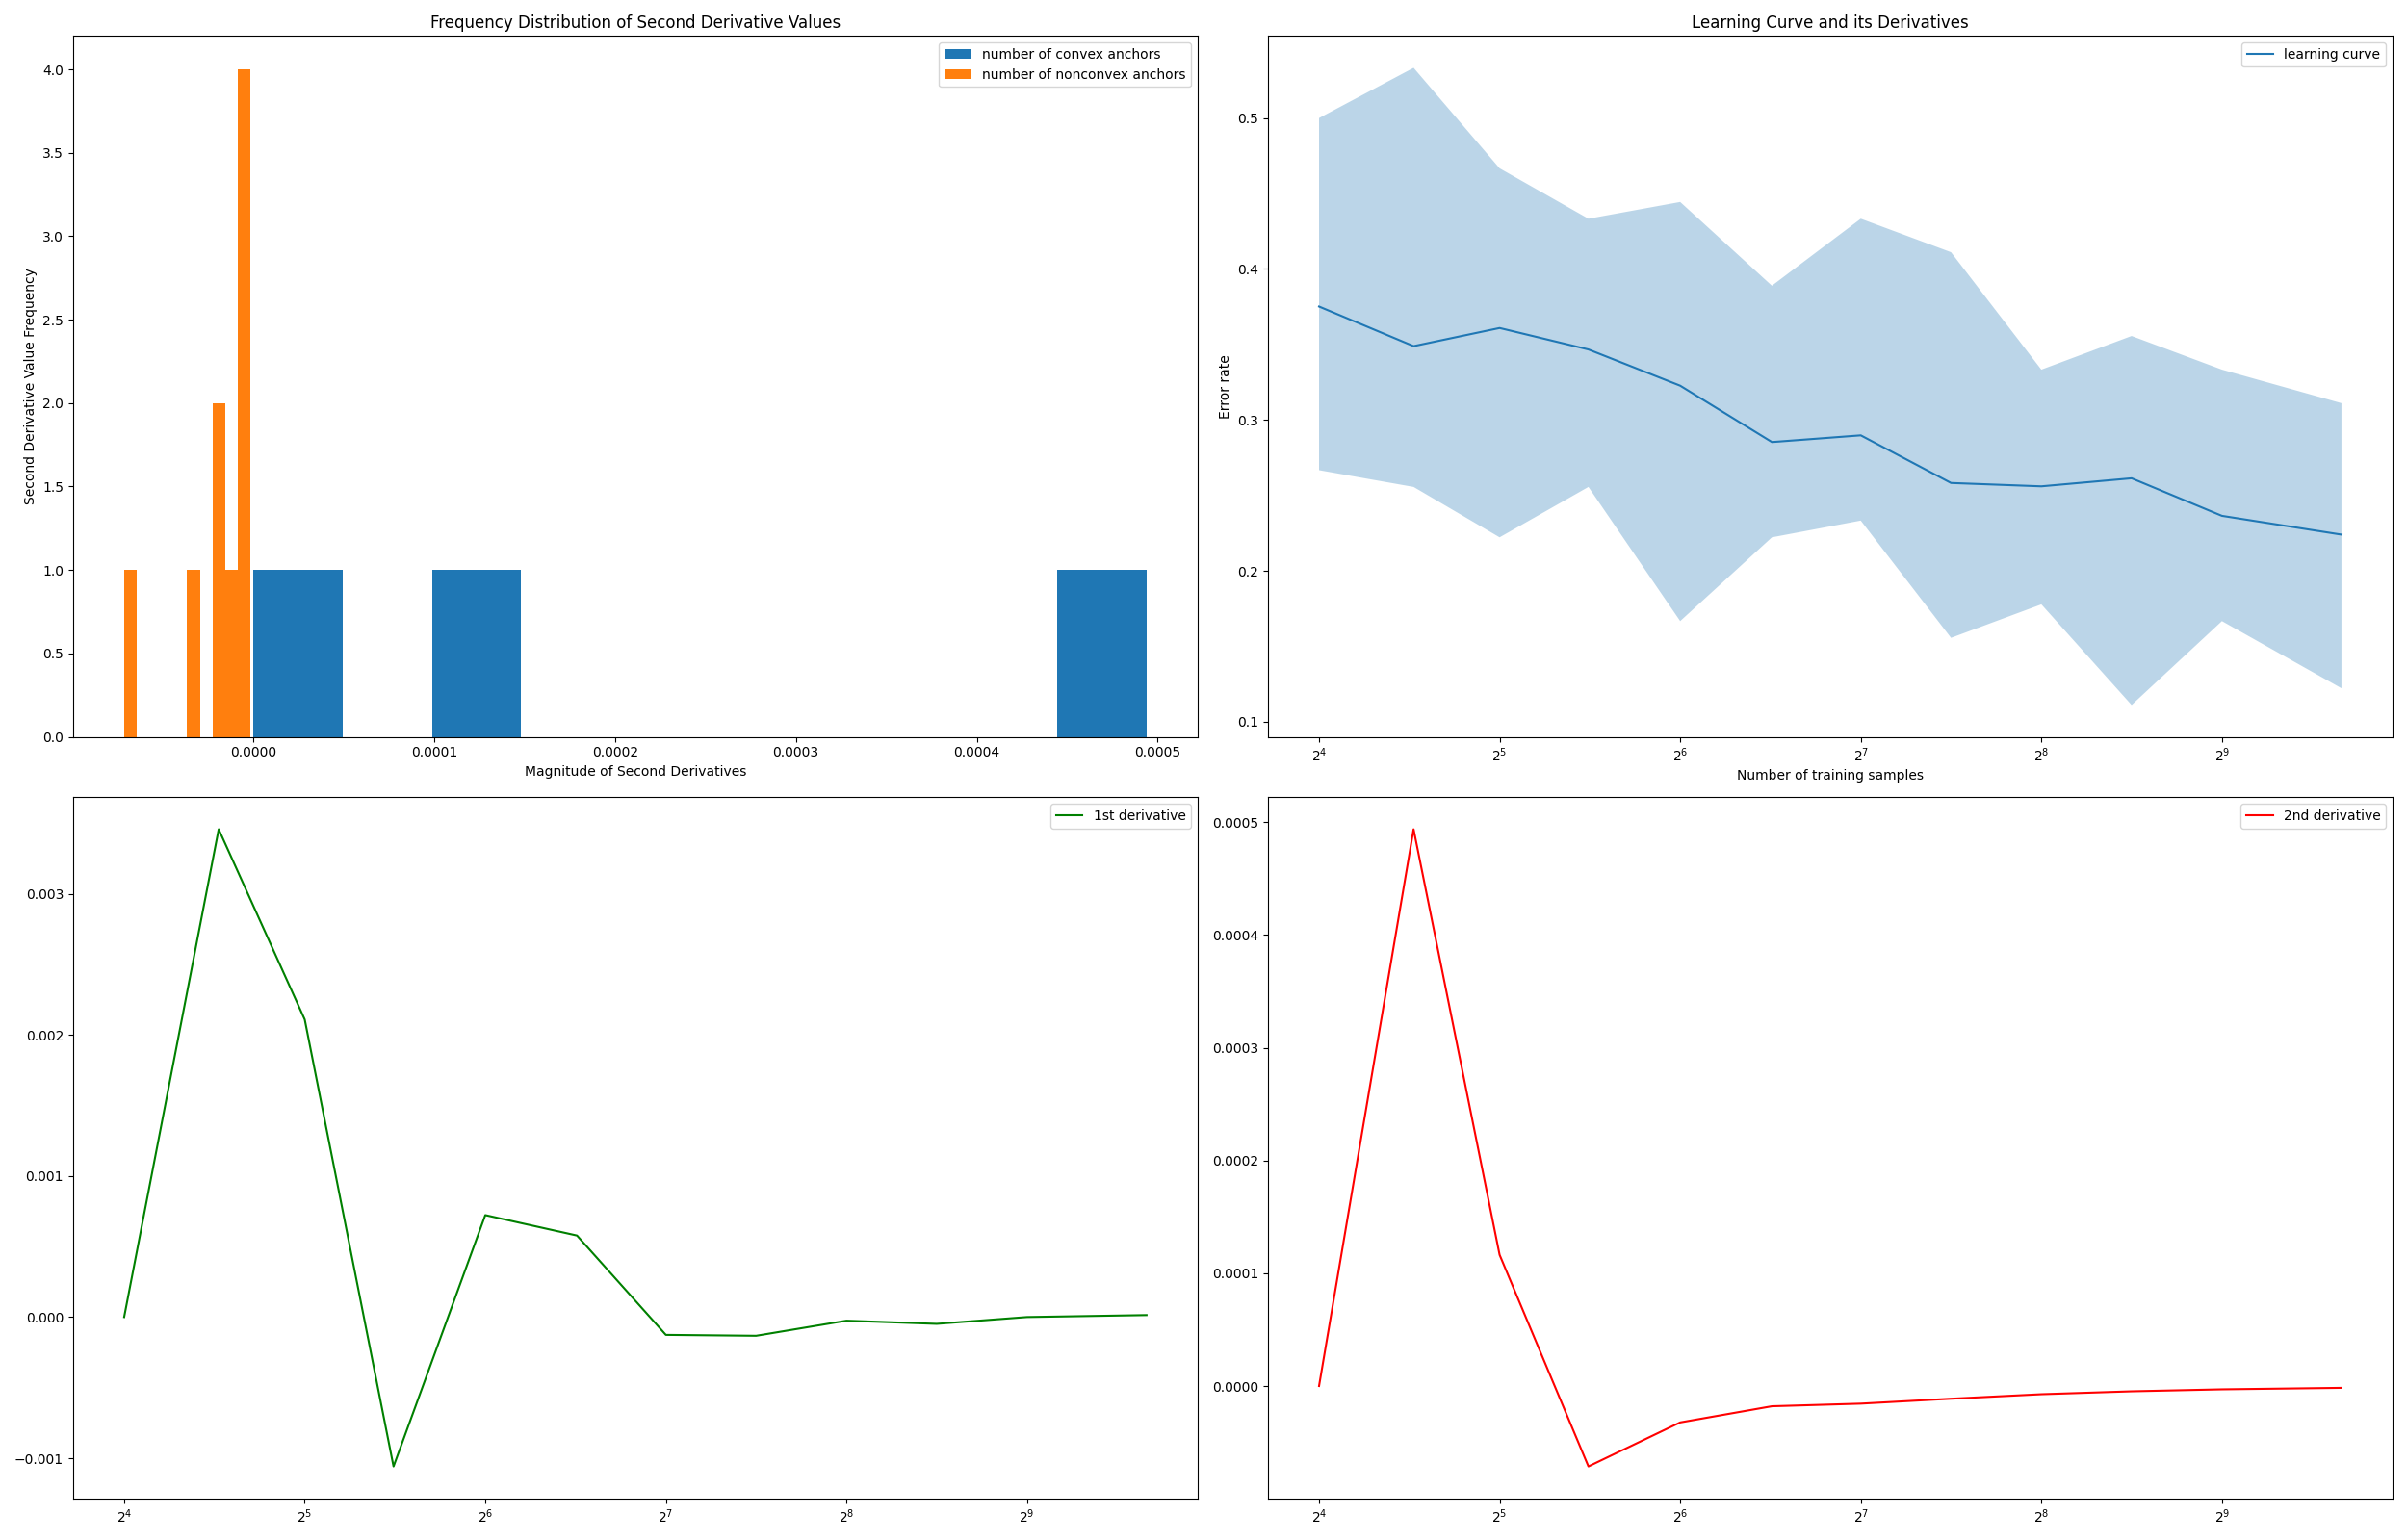 Frequency Distribution of Second Derivative Values
number of convex anchors
number of nonconvex anchors
4.0
3.5
3.0
2.5
2.0
1.5
1.0
0.5
0.0
Second Derivative Value Frequency
0.0000 0.0001 0.0002 0.0003 0.0004 0.0005
Magnitude of Second Derivatives
Learning Curve and its Derivatives
learning curve
0.5
0.4
0.3
0.2
0.1
Error rate
2⁴ 2⁵ 2⁶ 2⁷ 2⁸ 2⁹
Number of training samples
1st derivative
0.003
0.002
0.001
0.000
−0.001
2⁴ 2⁵ 2⁶ 2⁷ 2⁸ 2⁹
2nd derivative
0.0005
0.0004
0.0003
0.0002
0.0001
0.0000
2⁴ 2�5 2⁶ 2⁷ 2⁸ 2⁹